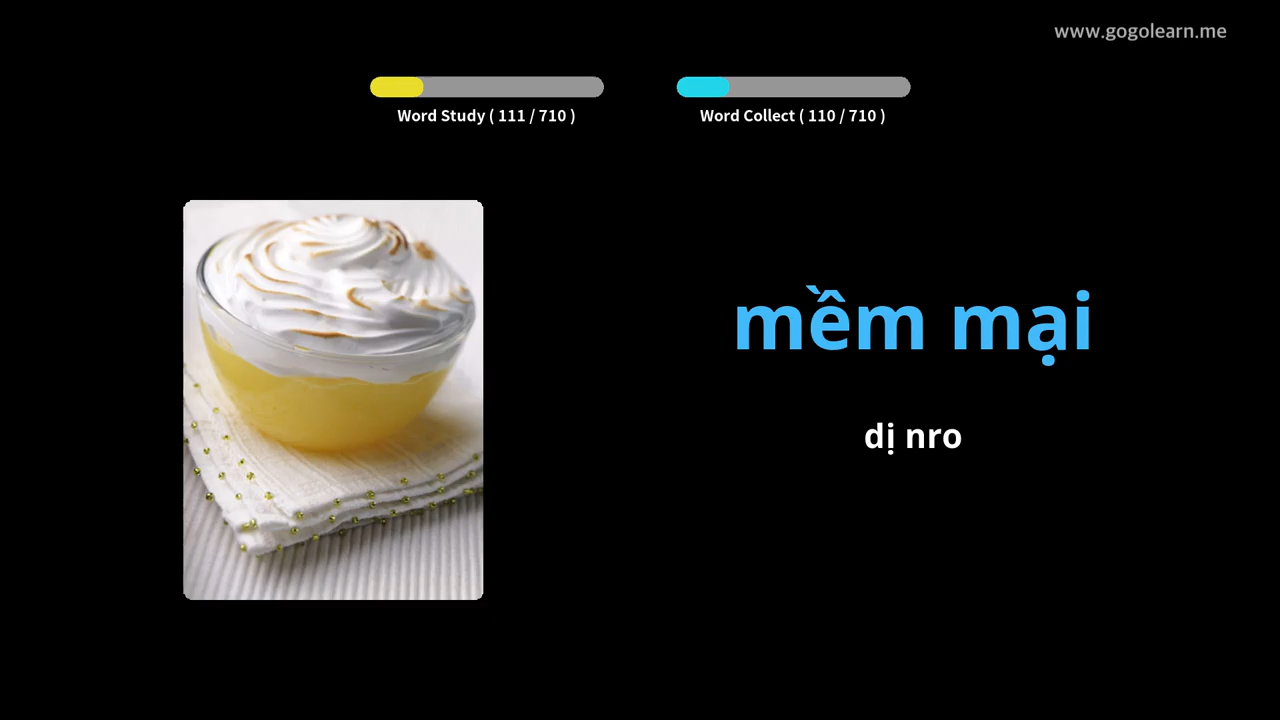 www.gogolearn.me
Word Study ( 111 / 710 )
Word Collect ( 110 / 710 )
mềm mại
dị nro